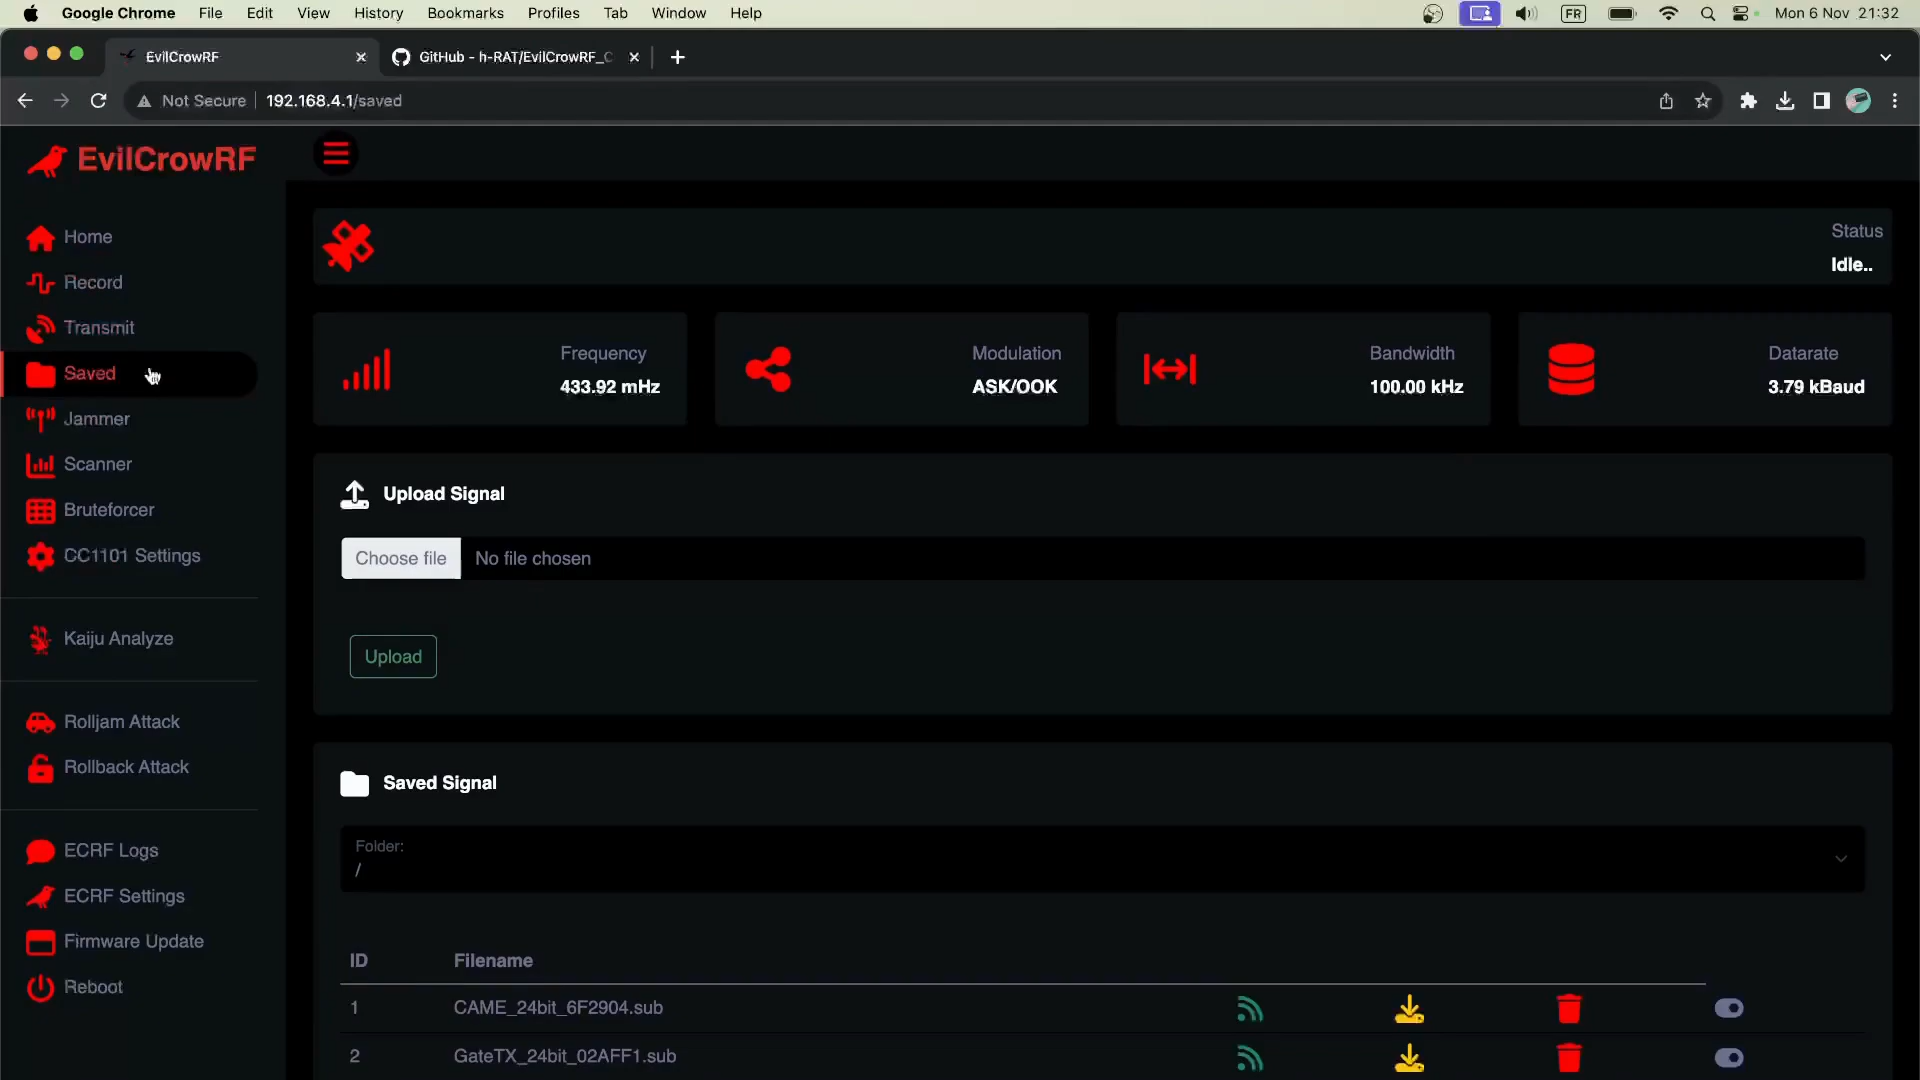 Google Chrome File Edit View History Bookmarks Profiles Tab Window Help FR Mon 6 Nov 21:32
EvilCrowRF GitHub - h-RAT/EvilCrowRF_C
Not Secure 192.168.4.1/saved
EvilCrowRF
Home
Record
Transmit
Saved
Jammer
Scanner
Bruteforcer
CC1101 Settings
Kaiju Analyze
Rolljam Attack
Rollback Attack
ECRF Logs
ECRF Settings
Firmware Update
Reboot
Status
Idle..
Frequency
433.92 mHz
Modulation
ASK/OOK
Bandwidth
100.00 kHz
Datarate
3.79 kBaud
Upload Signal
Choose file No file chosen
Upload
Saved Signal
Folder:
/
ID Filename
1 CAME_24bit_6F2904.sub
2 GateTX_24bit_02AFF1.sub